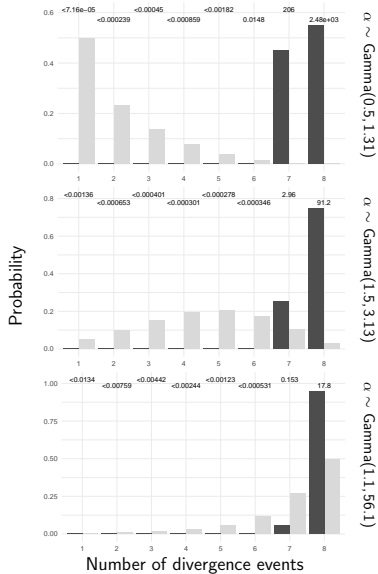 <7.16e−05 <0.00045 <0.00182 206
<0.000239 <0.000859 0.0148 2.48e+03
0.6
0.4
0.2
0.0
1 2 3 4 5 6 7 8
α ~ Gamma(0.5, 1.31)
<0.00136 <0.000401 <0.000278 2.96
<0.000653 <0.000301 <0.000346 91.2
0.8
0.6
0.4
0.2
0.0
1 2 3 4 5 6 7 8
α ~ Gamma(1.5, 3.13)
Probability
<0.0134 <0.00442 <0.00123 0.153
<0.00759 <0.00244 <0.000531 17.8
1.00
0.75
0.50
0.25
0.00
1 2 3 4 5 6 7 8
α ~ Gamma(1.1, 56.1)
Number of divergence events